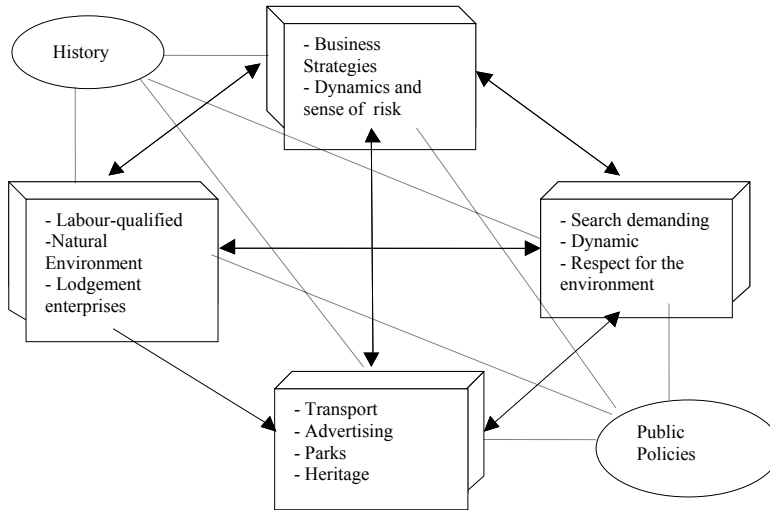 History
- Business
Strategies
- Dynamics and
sense of risk
- Labour-qualified
-Natural
Environment
- Lodgement
enterprises
- Search demanding
- Dynamic
- Respect for the
environment
- Transport
- Advertising
- Parks
- Heritage
Public
Policies